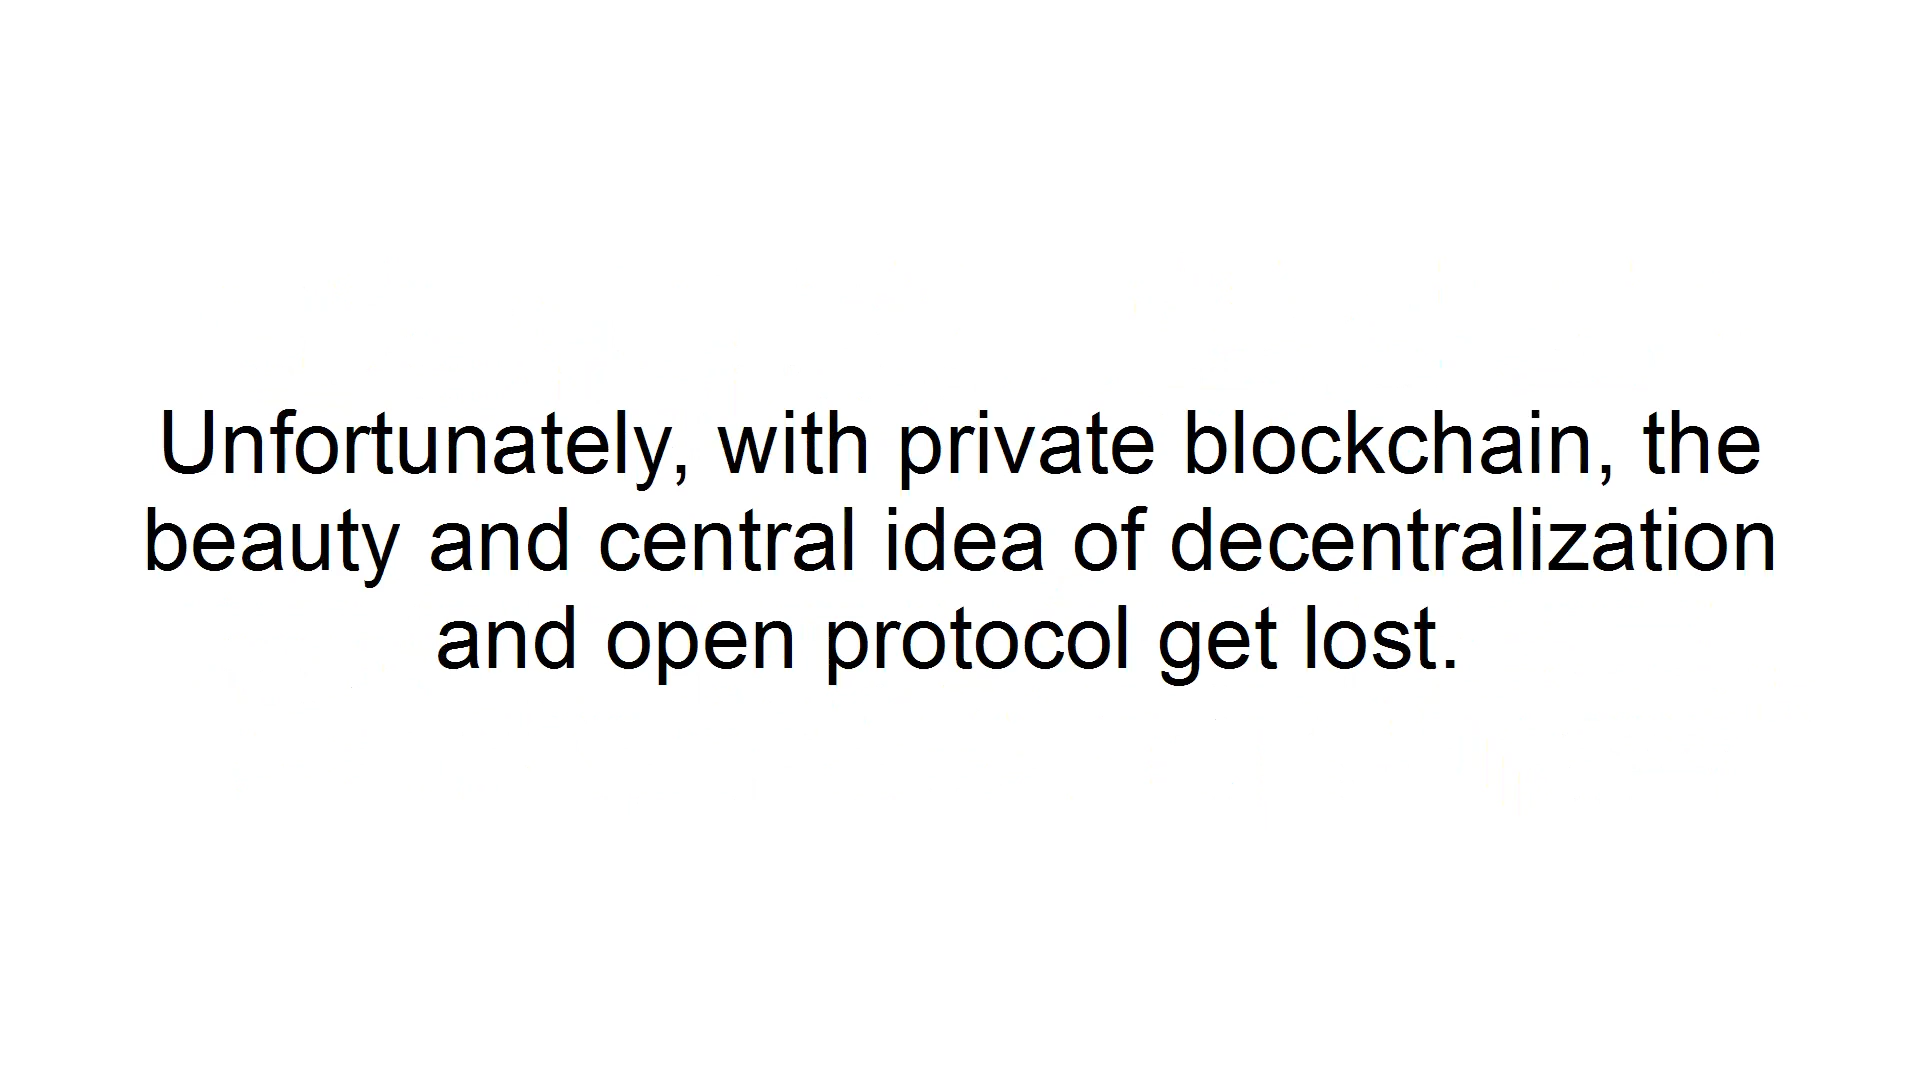 Unfortunately, with private blockchain, the
beauty and central idea of decentralization
and open protocol get lost.